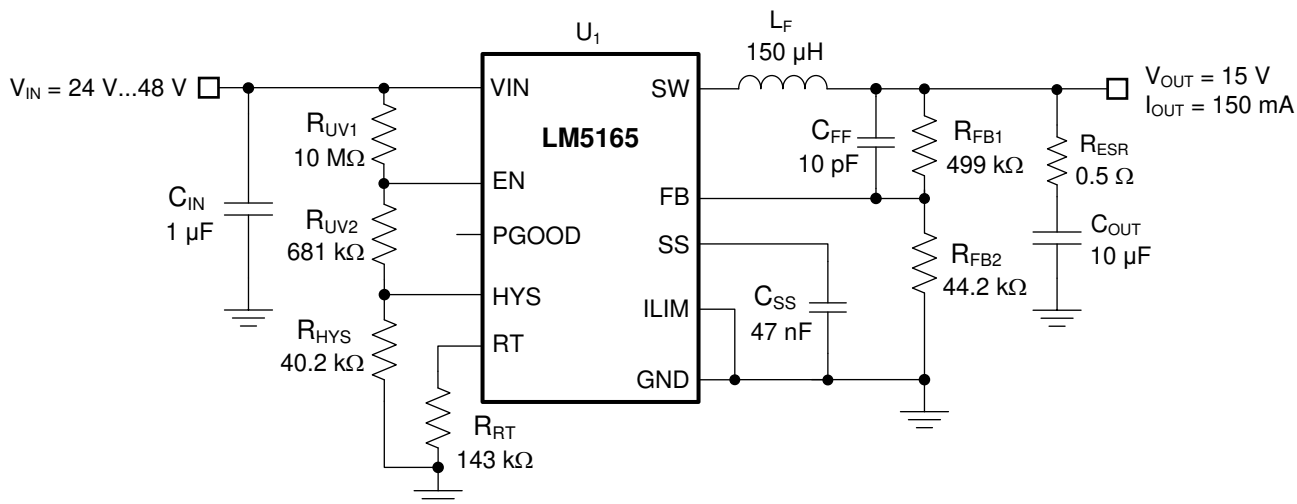 U1
LF
150 µH
VIN = 24 V...48 V
VIN
SW
VOUT = 15 V
IOUT = 150 mA
LM5165
RUV1
10 MΩ
CFF
10 pF
RFB1
499 kΩ
RESR
0.5 Ω
EN
FB
CIN
1 µF
RUV2
681 kΩ
PGOOD
SS
COUT
10 µF
RFB2
44.2 kΩ
HYS
ILIM
CSS
47 nF
RHYS
40.2 kΩ
RT
GND
RRT
143 kΩ